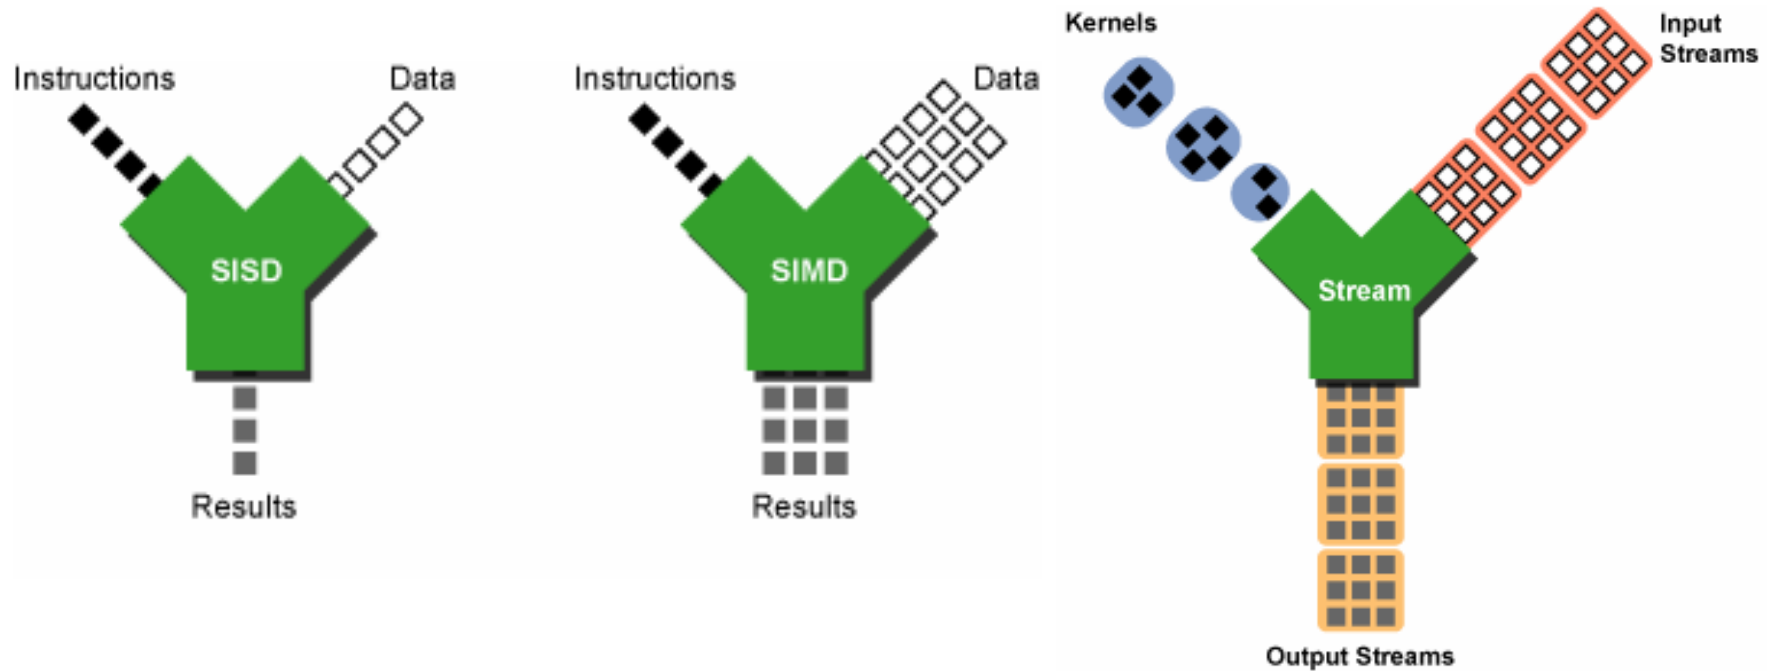 Instructions
Data
SISD
Results
Instructions
Data
SIMD
Results
Kernels
Input
Streams
Stream
Output Streams